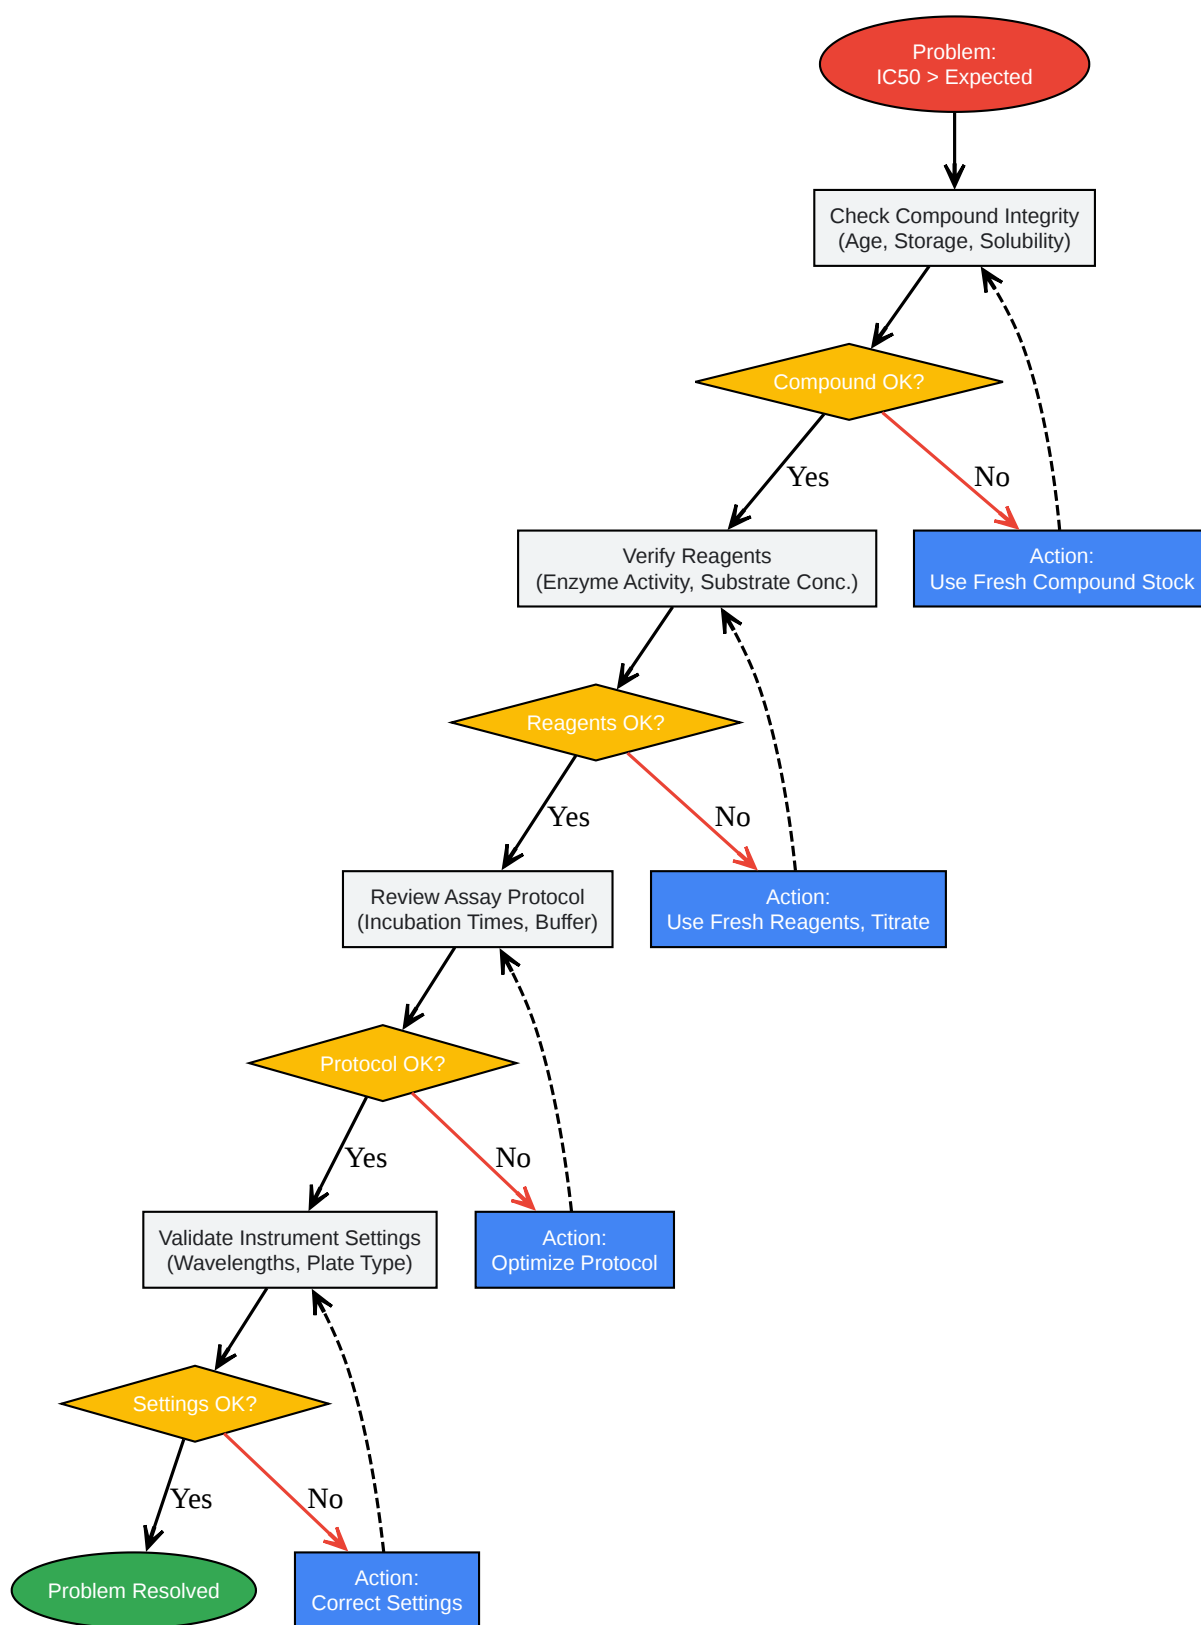 Problem:
IC50 > Expected
Check Compound Integrity
(Age, Storage, Solubility)
Compound OK?
Yes
No
Verify Reagents
(Enzyme Activity, Substrate Conc.)
Action:
Use Fresh Compound Stock
Reagents OK?
Yes
No
Review Assay Protocol
(Incubation Times, Buffer)
Action:
Use Fresh Reagents, Titrate
Protocol OK?
Yes
No
Validate Instrument Settings
(Wavelengths, Plate Type)
Action:
Optimize Protocol
Settings OK?
Yes
No
Problem Resolved
Action:
Correct Settings